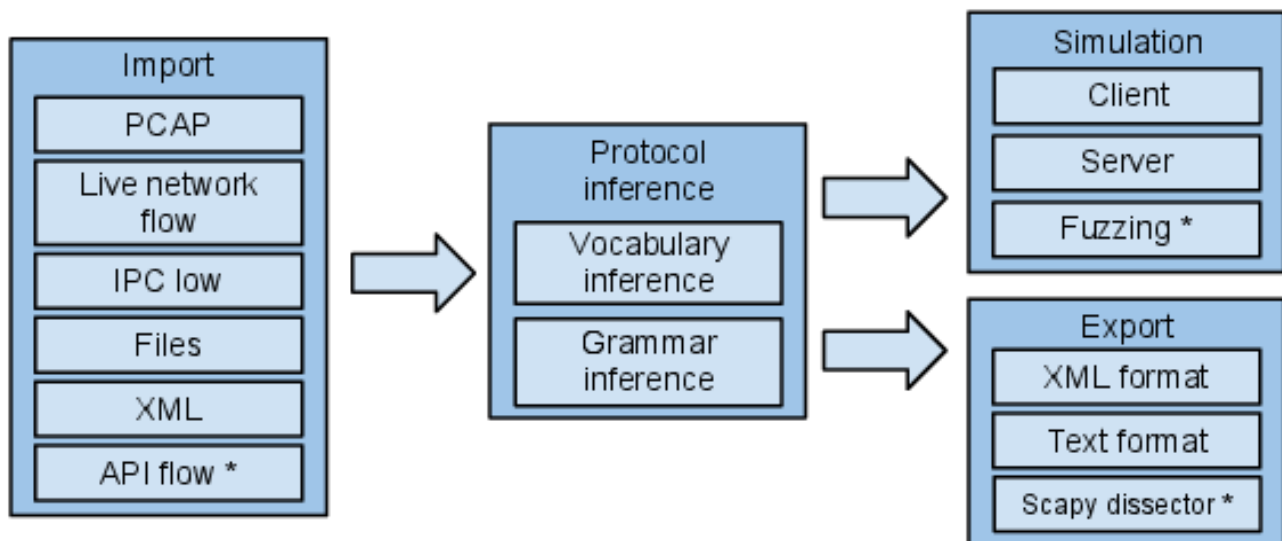 Import
PCAP
Live network
flow
IPC low
Files
XML
API flow *
Protocol
inference
Vocabulary
inference
Grammar
inference
Simulation
Client
Server
Fuzzing *
Export
XML format
Text format
Scapy dissector *